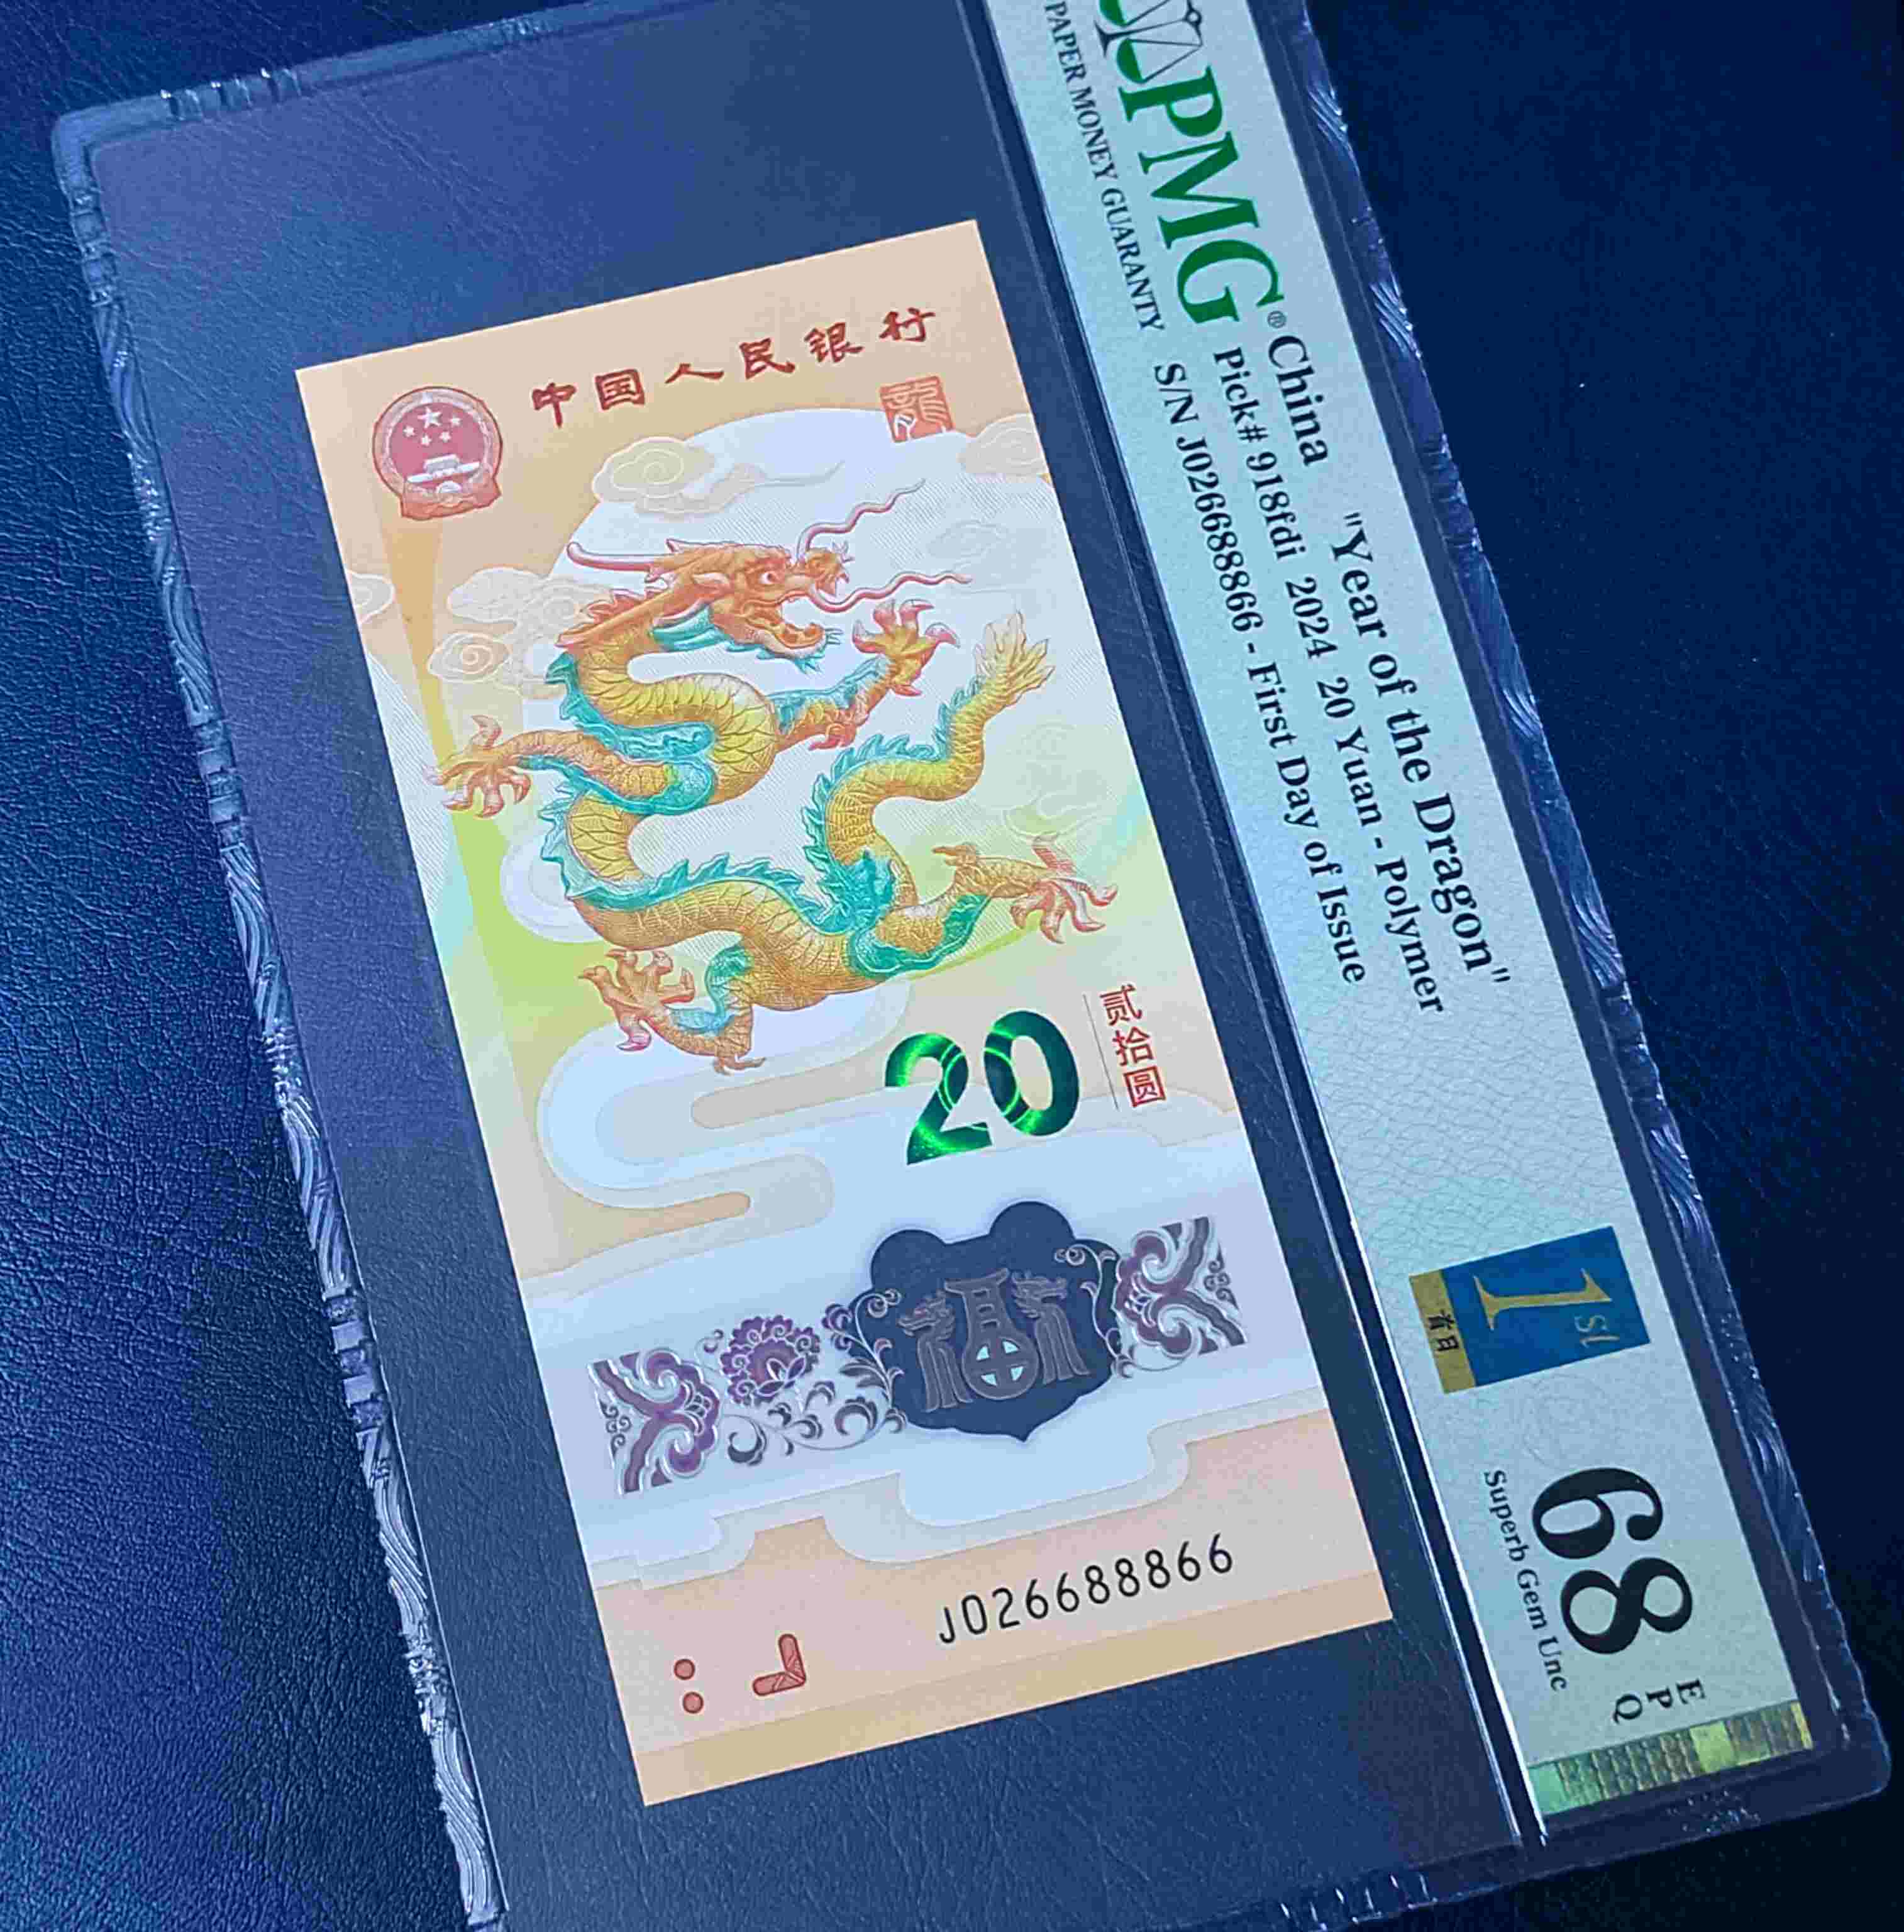 中国人民银行
龍
贰拾圆
20
福
J026688866
PMG®
PAPER MONEY GUARANTY
China "Year of the Dragon"
Pick# 918fdi 2024 20 Yuan - Polymer
S/N J026688866 - First Day of Issue
1st
首日
68
EPQ
Superb Gem Unc